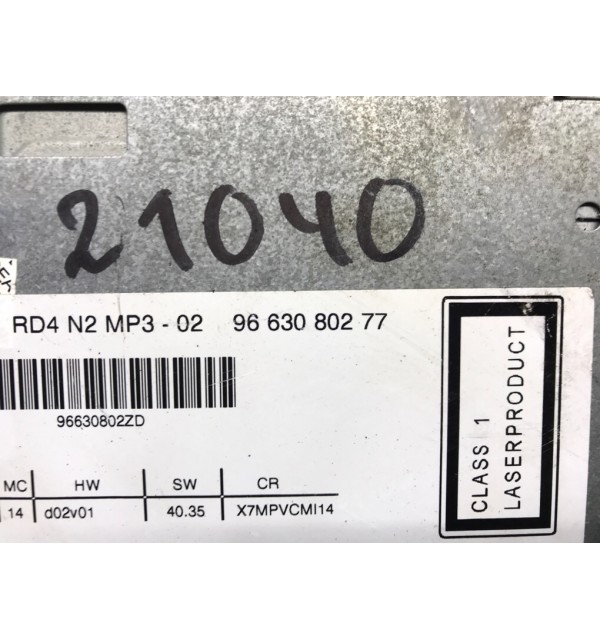 21040
RD4 N2 MP3 - 02 96 630 802 77
96630802ZD
MC HW SW CR
14 d02v01 40.35 X7MPVCMI14
CLASS 1
LASERPRODUCT